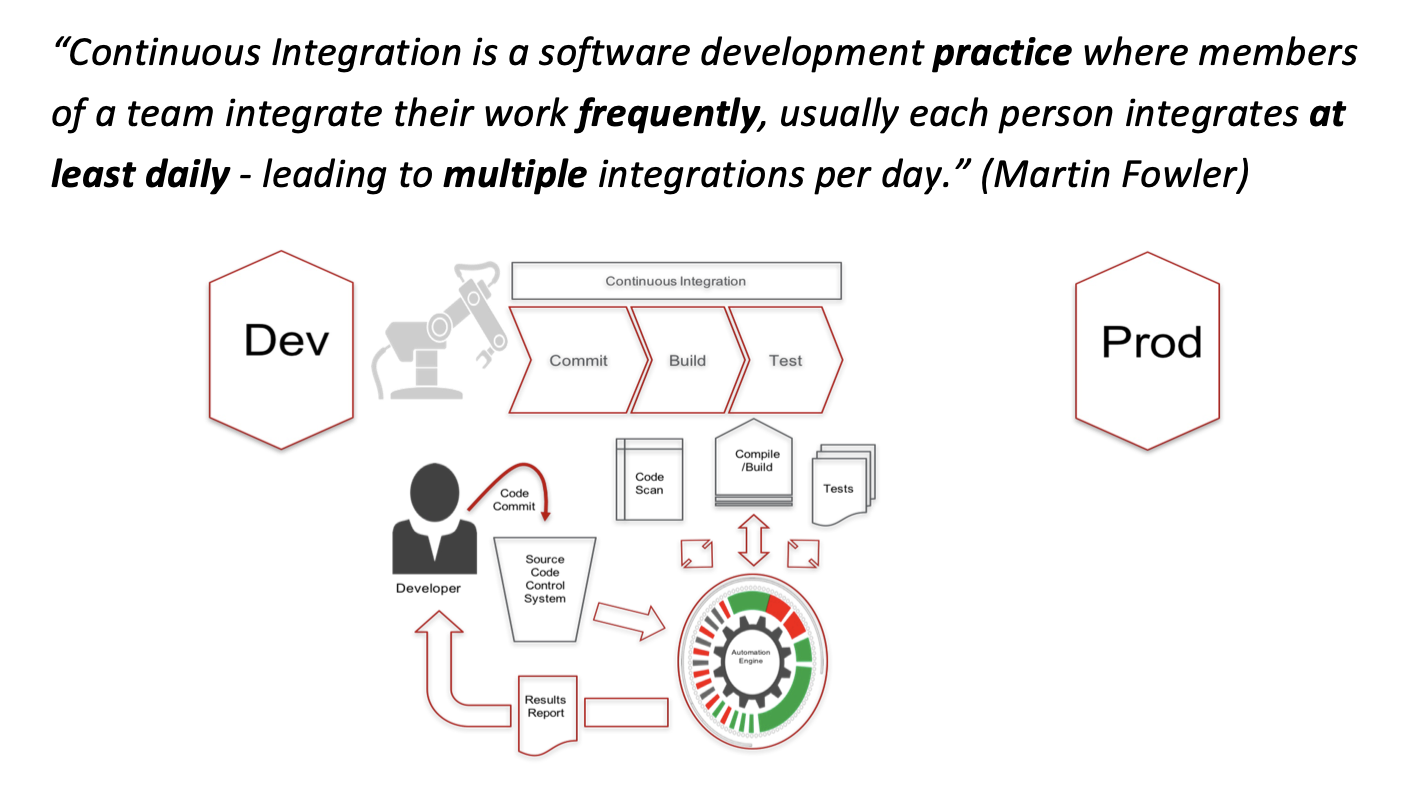 “Continuous Integration is a software development practice where members
of a team integrate their work frequently, usually each person integrates at
least daily - leading to multiple integrations per day.” (Martin Fowler)
Continuous Integration
Dev
Commit
Build
Test
Prod
Code
Scan
Compile
/Build
Tests
Code
Commit
Developer
Source
Code
Control
System
Automation
Engine
Results
Report